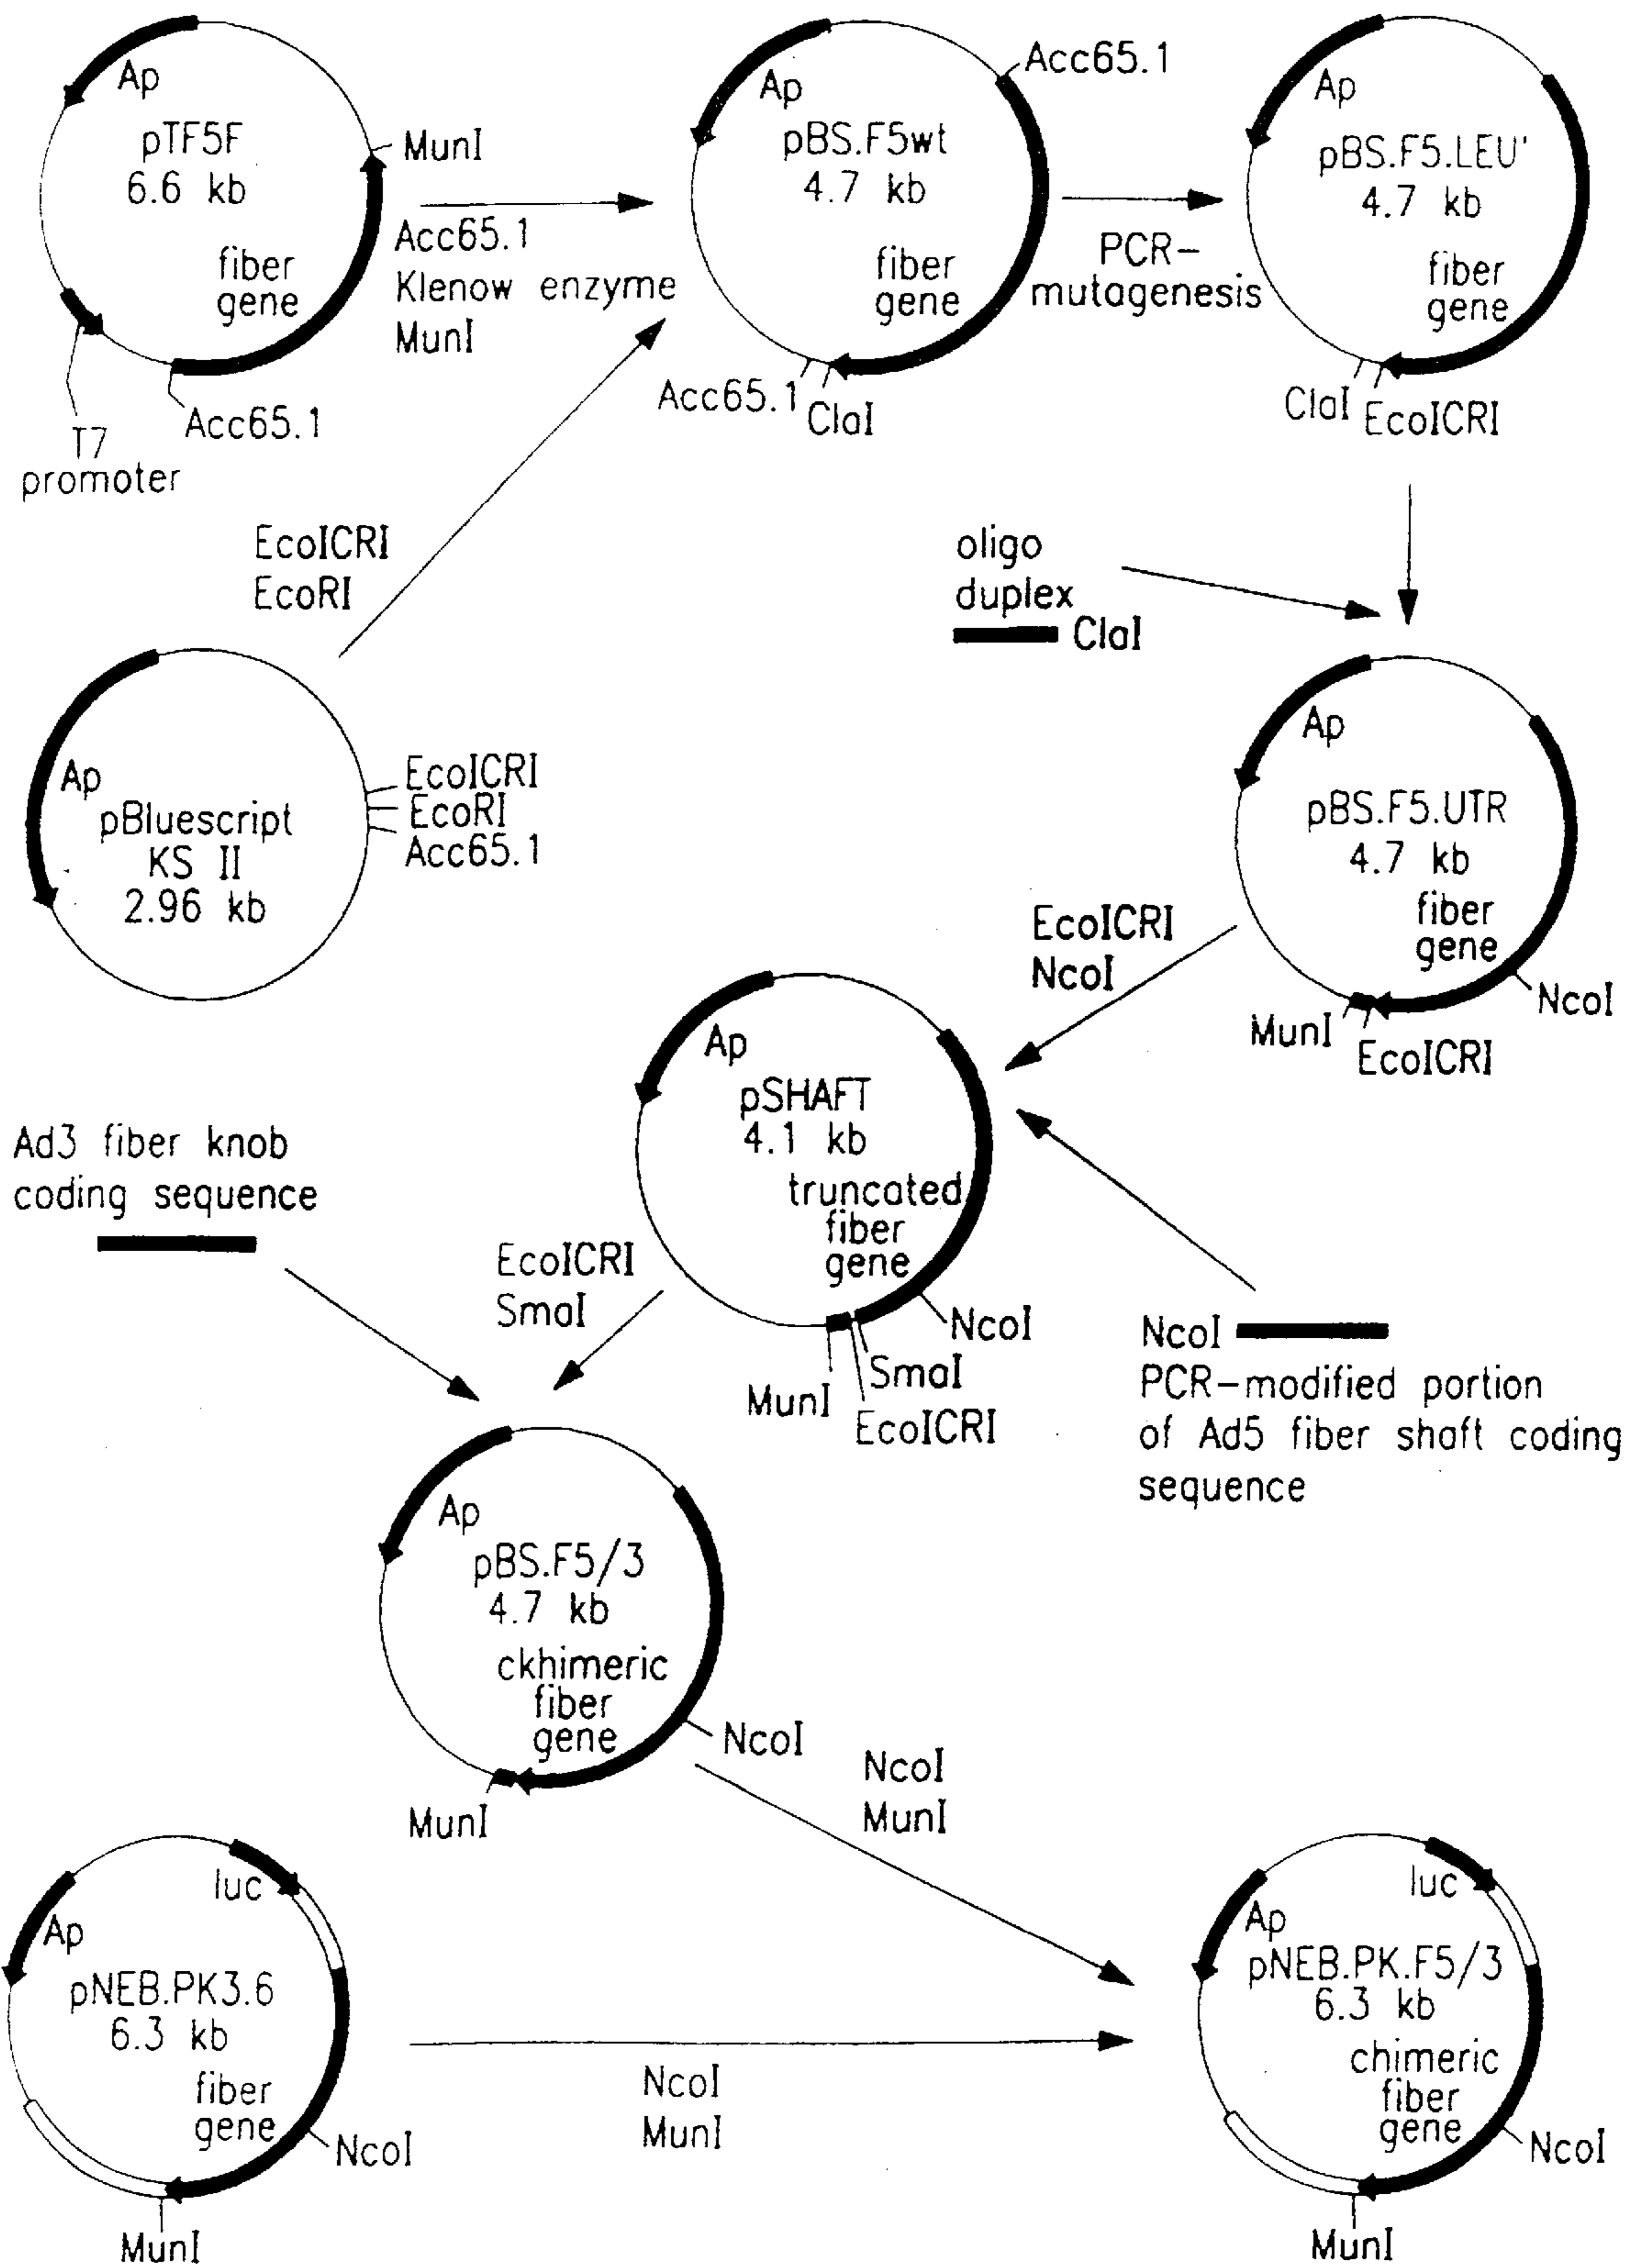 Ap
pTF5F
6.6 kb
fiber
gene
MunI
Acc65.1
T7
promoter
Acc65.1
Klenow enzyme
MunI
Ap
pBS.F5wt
4.7 kb
fiber
gene
Acc65.1
Acc65.1
ClaI
PCR-
mutagenesis
Ap
pBS.F5.LEU'
4.7 kb
fiber
gene
ClaI
EcoICRI
EcoICRI
EcoRI
oligo
duplex
ClaI
Ap
pBluescript
KS II
2.96 kb
EcoICRI
EcoRI
Acc65.1
Ap
pBS.F5.UTR
4.7 kb
fiber
gene
NcoI
MunI
EcoICRI
EcoICRI
NcoI
Ap
pSHAFT
4.1 kb
truncated
fiber
gene
NcoI
SmaI
MunI
EcoICRI
Ad3 fiber knob
coding sequence
EcoICRI
SmaI
NcoI
PCR-modified portion
of Ad5 fiber shaft coding
sequence
Ap
pBS.F5/3
4.7 kb
ckhimeric
fiber
gene
NcoI
MunI
NcoI
MunI
luc
Ap
pNEB.PK3.6
6.3 kb
fiber
gene
NcoI
MunI
NcoI
MunI
luc
Ap
pNEB.PK.F5/3
6.3 kb
chimeric
fiber
gene
NcoI
MunI